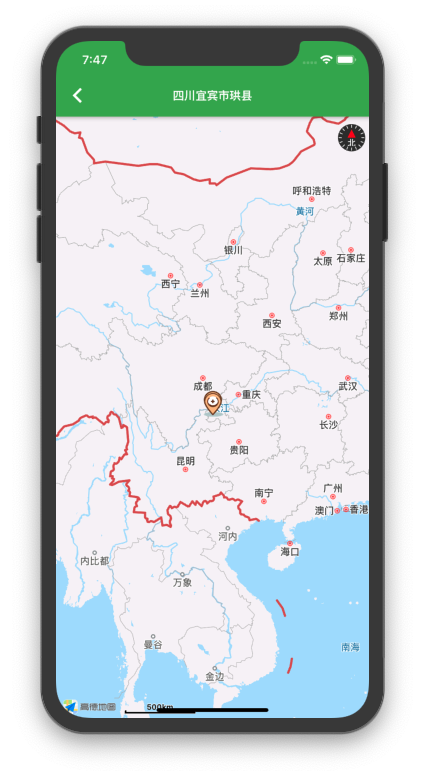 7:47
四川宜宾市珙县
北
呼和浩特
黄河
银川
太原
石家庄
西宁
兰州
郑州
西安
成都
重庆
武汉
江
长沙
贵阳
昆明
南宁
广州
澳门
香港
河内
海口
内比都
万象
曼谷
南海
金边
高德地图
500km